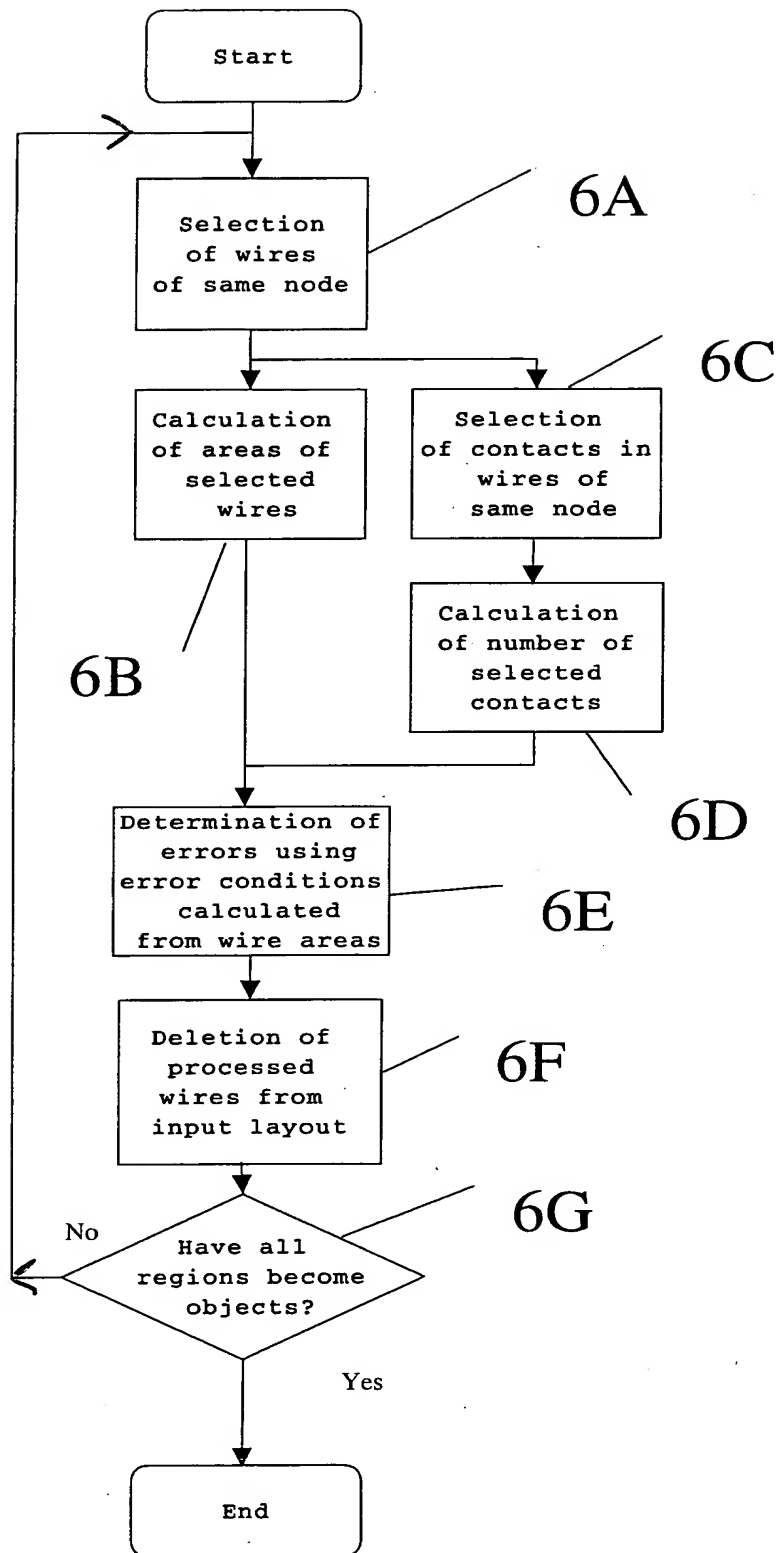 Start
Selection
of wires
of same node
6A
Calculation
of areas of
selected
wires
6B
Selection
of contacts in
wires of
same node
6C
Calculation
of number of
selected
contacts
6D
Determination of
errors using
error conditions
calculated
from wire areas
6E
Deletion of
processed
wires from
input layout
6F
Have all
regions become
objects?
6G
No
Yes
End